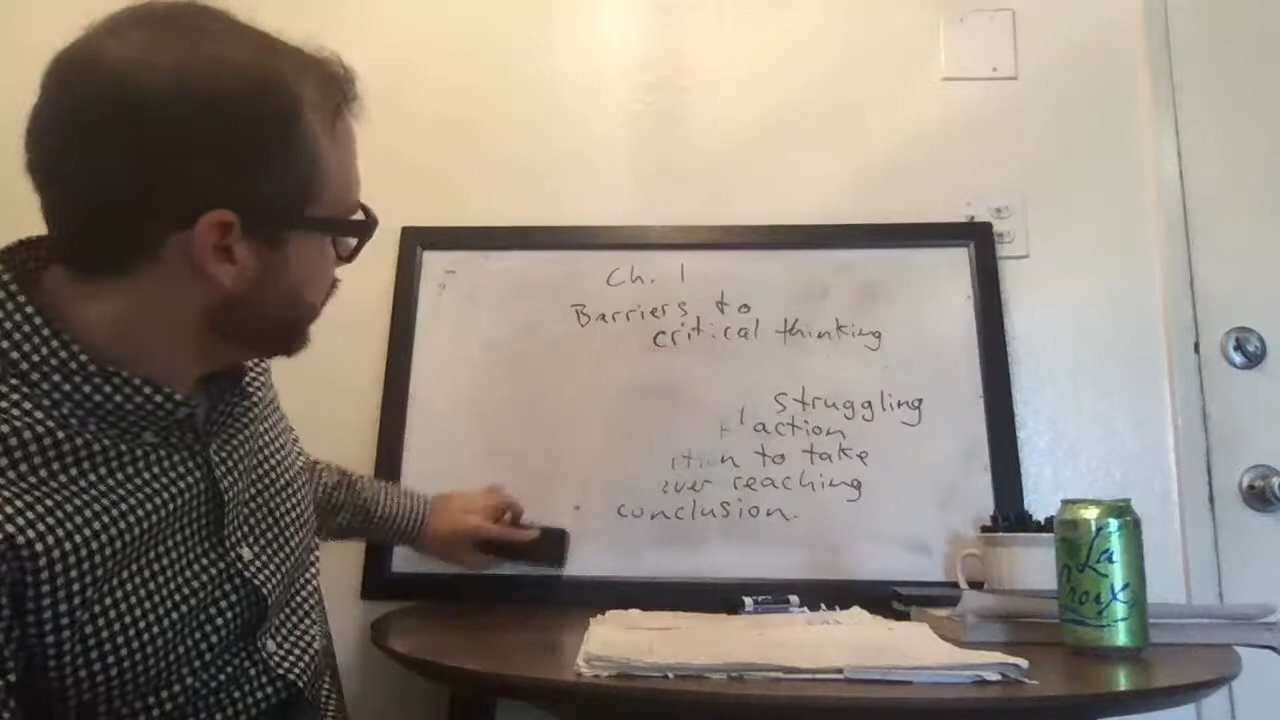 Ch. 1
Barriers to
critical thinking
struggling
action
to take
reaching
conclusion.
La
Croix